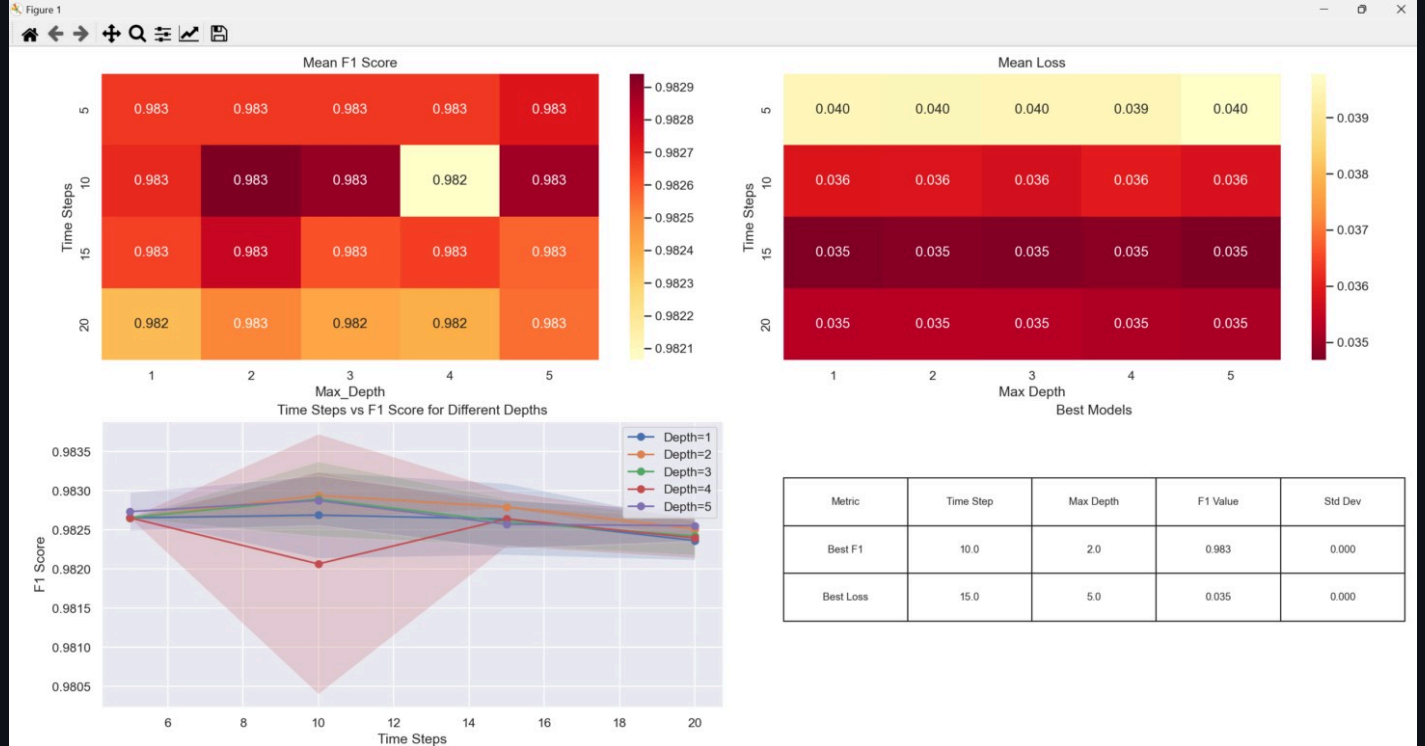 Figure 1
Mean F1 Score
Time Steps
5 0.983 0.983 0.983 0.983 0.983
10 0.983 0.983 0.983 0.982 0.983
15 0.983 0.983 0.983 0.983 0.983
20 0.982 0.983 0.982 0.982 0.983
1 2 3 4 5
Max_Depth
0.9829
0.9828
0.9827
0.9826
0.9825
0.9824
0.9823
0.9822
0.9821
Mean Loss
Time Steps
5 0.040 0.040 0.040 0.039 0.040
10 0.036 0.036 0.036 0.036 0.036
15 0.035 0.035 0.035 0.035 0.035
20 0.035 0.035 0.035 0.035 0.035
1 2 3 4 5
Max Depth
0.039
0.038
0.037
0.036
0.035
Time Steps vs F1 Score for Different Depths
F1 Score
0.9835
0.9830
0.9825
0.9820
0.9815
0.9810
0.9805
Depth=1
Depth=2
Depth=3
Depth=4
Depth=5
6 8 10 12 14 16 18 20
Time Steps
Best Models
Metric Time Step Max Depth F1 Value Std Dev
Best F1 10.0 2.0 0.983 0.000
Best Loss 15.0 5.0 0.035 0.000